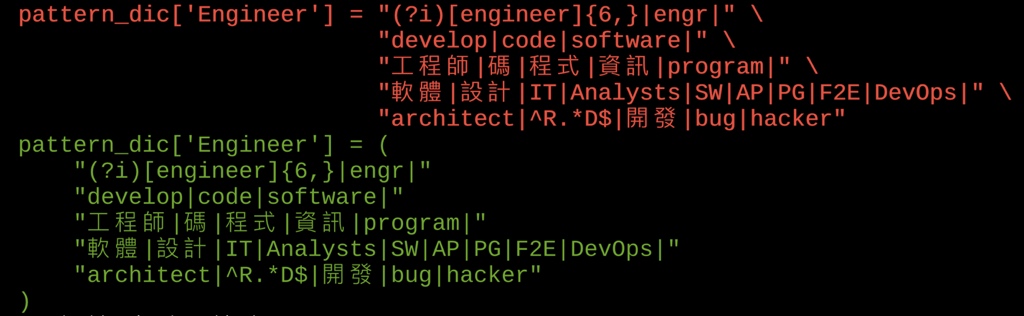 pattern_dic['Engineer'] = "(?i)[engineer]{6,}|engr|" \
"develop|code|software|" \
"工程師|碼|程式|資訊|program|" \
"軟體|設計|IT|Analysts|SW|AP|PG|F2E|DevOps|" \
"architect|^R.*D$|開發|bug|hacker"
pattern_dic['Engineer'] = (
"(?i)[engineer]{6,}|engr|"
"develop|code|software|"
"工程師|碼|程式|資訊|program|"
"軟體|設計|IT|Analysts|SW|AP|PG|F2E|DevOps|"
"architect|^R.*D$|開發|bug|hacker"
)